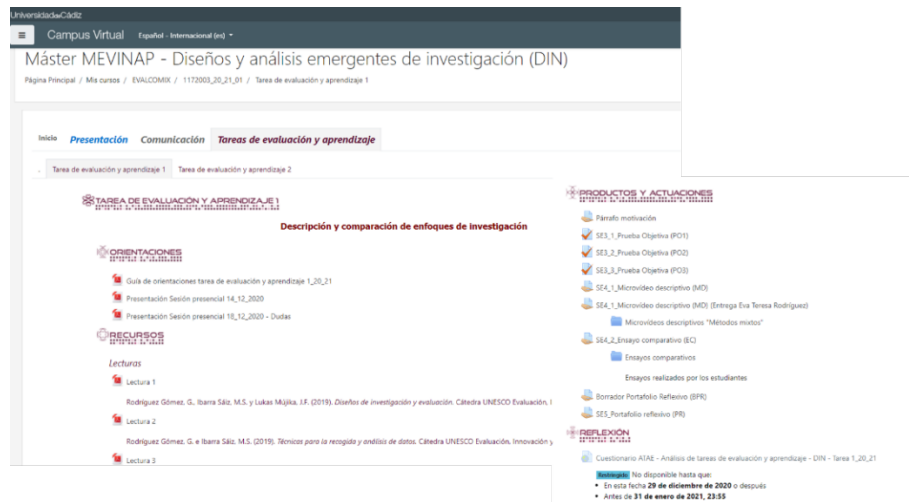 Universidad de Cádiz
Campus Virtual Español - Internacional (es)
Máster MEVINAP - Diseños y análisis emergentes de investigación (DIN)
Página Principal / Mis cursos / EVALCOMIX / 1172003_20_21_01 / Tarea de evaluación y aprendizaje 1
Inicio Presentación Comunicación Tareas de evaluación y aprendizaje
Tarea de evaluación y aprendizaje 1 Tarea de evaluación y aprendizaje 2
TAREA DE EVALUACIÓN Y APRENDIZAJE 1
Descripción y comparación de enfoques de investigación
ORIENTACIONES
Guía de orientaciones tarea de evaluación y aprendizaje 1_20_21
Presentación Sesión presencial 14_12_2020
Presentación Sesión presencial 18_12_2020 - Dudas
RECURSOS
Lecturas
Lectura 1
Rodríguez Gómez, G., Ibarra Sáiz, M.S. y Lukas Mújika, J.F. (2019). Diseños de investigación y evaluación. Cátedra UNESCO Evaluación,
Lectura 2
Rodríguez Gómez, G. e Ibarra Sáiz, M.S. (2019). Técnicas para la recogida y análisis de datos. Cátedra UNESCO Evaluación, Innovación y
Lectura 3
PRODUCTOS Y ACTUACIONES
Párrafo motivación
SE3_1_Prueba Objetiva (PO1)
SE3_2_Prueba Objetiva (PO2)
SE3_3_Prueba Objetiva (PO3)
SE4_1_Microvídeo descriptivo (MD)
SE4_1_Microvídeo descriptivo (MD) (Entrega Eva Teresa Rodríguez)
Microvídeos descriptivos "Métodos mixtos"
SE4_2_Ensayo comparativo (EC)
Ensayos comparativos
Ensayos realizados por los estudiantes
Borrador Portafolio Reflexivo (BPR)
SE5_Portafolio reflexivo (PR)
REFLEXIÓN
Cuestionario ATAE - Análisis de tareas de evaluación y aprendizaje - DIN - Tarea 1_20_21
Restringido No disponible hasta que:
• En esta fecha 29 de diciembre de 2020 o después
• Antes de 31 de enero de 2021, 23:55